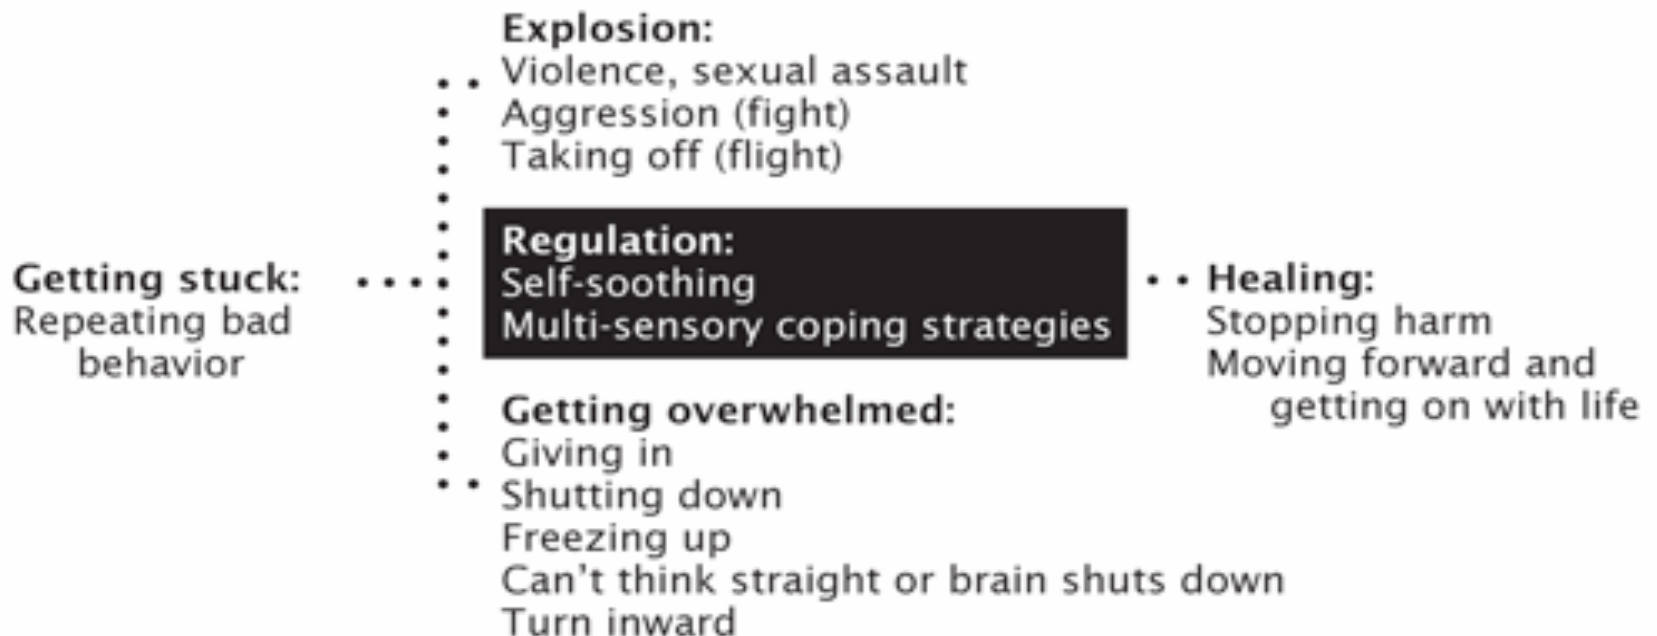 Explosion:
Violence, sexual assault
Aggression (fight)
Taking off (flight)
Getting stuck:
Repeating bad
behavior
Regulation:
Self-soothing
Multi-sensory coping strategies
Healing:
Stopping harm
Moving forward and
getting on with life
Getting overwhelmed:
Giving in
Shutting down
Freezing up
Can't think straight or brain shuts down
Turn inward